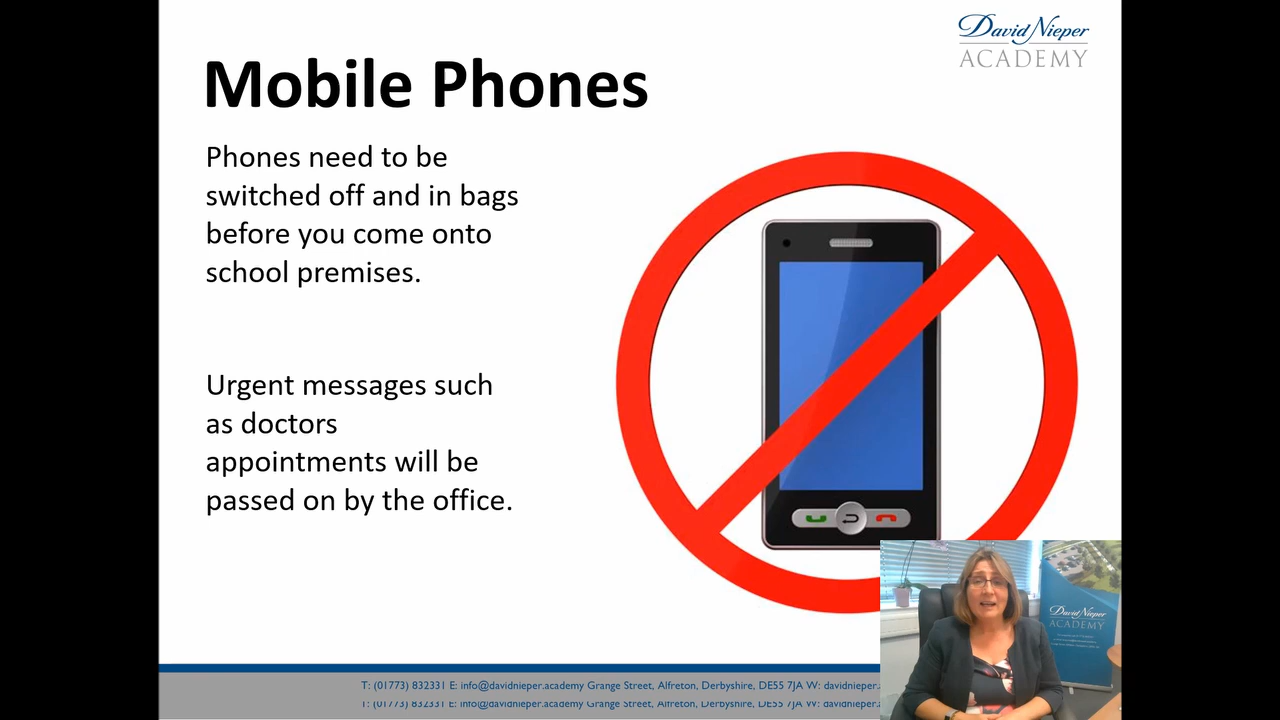 David Nieper
ACADEMY
Mobile Phones
Phones need to be
switched off and in bags
before you come onto
school premises.
Urgent messages such
as doctors
appointments will be
passed on by the office.
David Nieper
ACADEMY
T: (01773) 832331 E: info@davidnieper.academy Grange Street, Alfreton, Derbyshire, DE55 7JA W: davidnieper.
T: (01773) 832331 E: info@davidnieper.academy Grange Street, Alfreton, Derbyshire, DE55 7JA W: davidnieper.